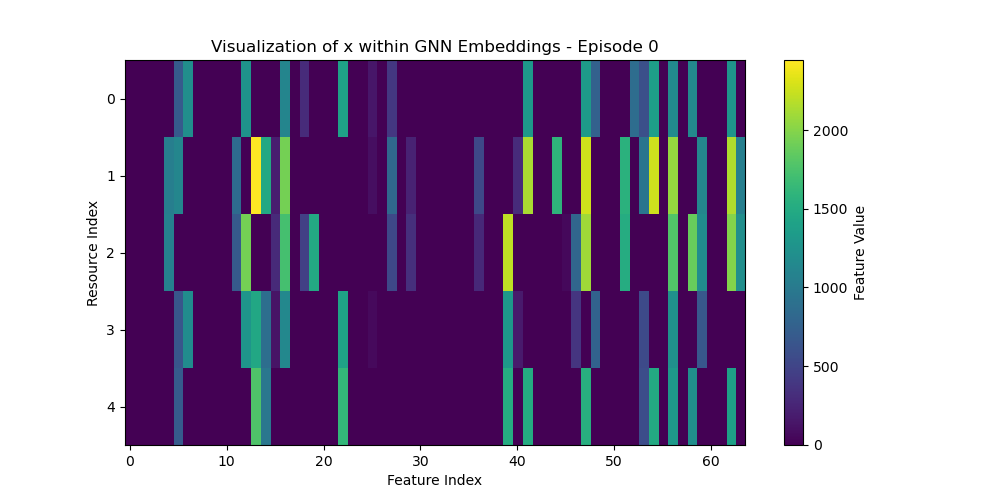 Visualization of x within GNN Embeddings - Episode 0
Resource Index
0
1
2
3
4
0 10 20 30 40 50 60
Feature Index
2000
1500
1000
500
0
Feature Value